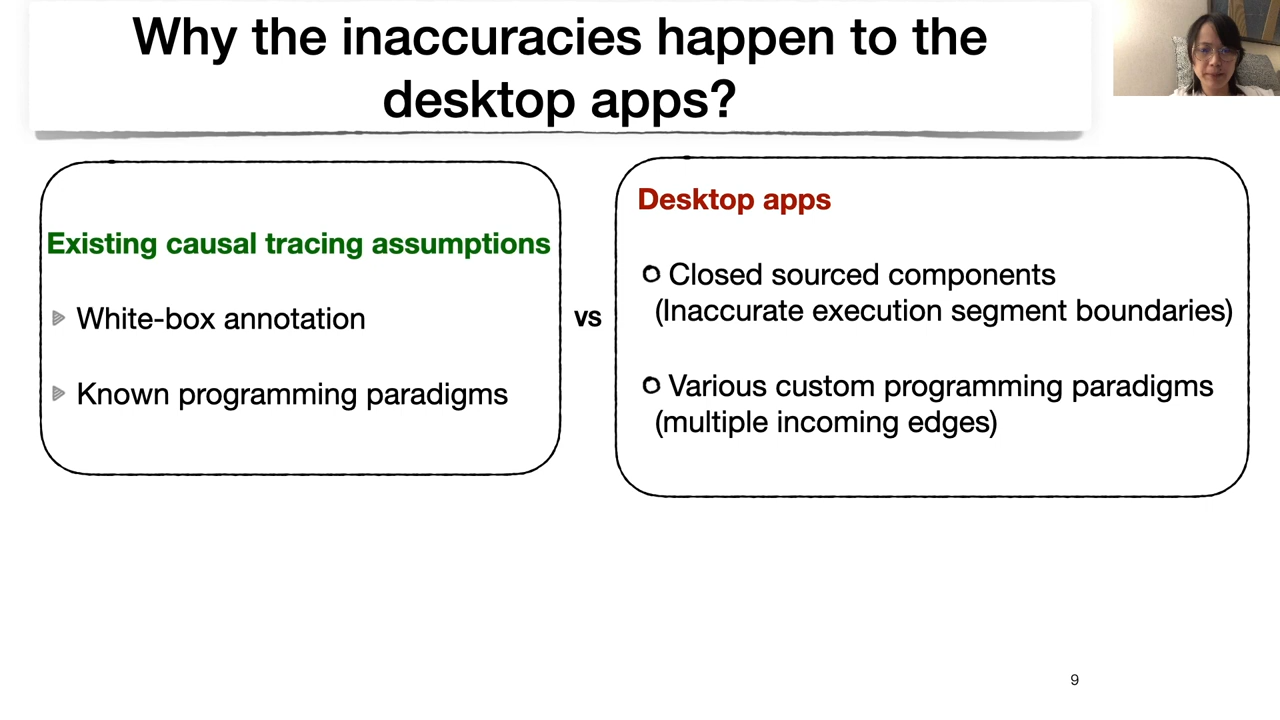 Why the inaccuracies happen to the
desktop apps?
Existing causal tracing assumptions
White-box annotation
Known programming paradigms
vs
Desktop apps
Closed sourced components
(Inaccurate execution segment boundaries)
Various custom programming paradigms
(multiple incoming edges)
9